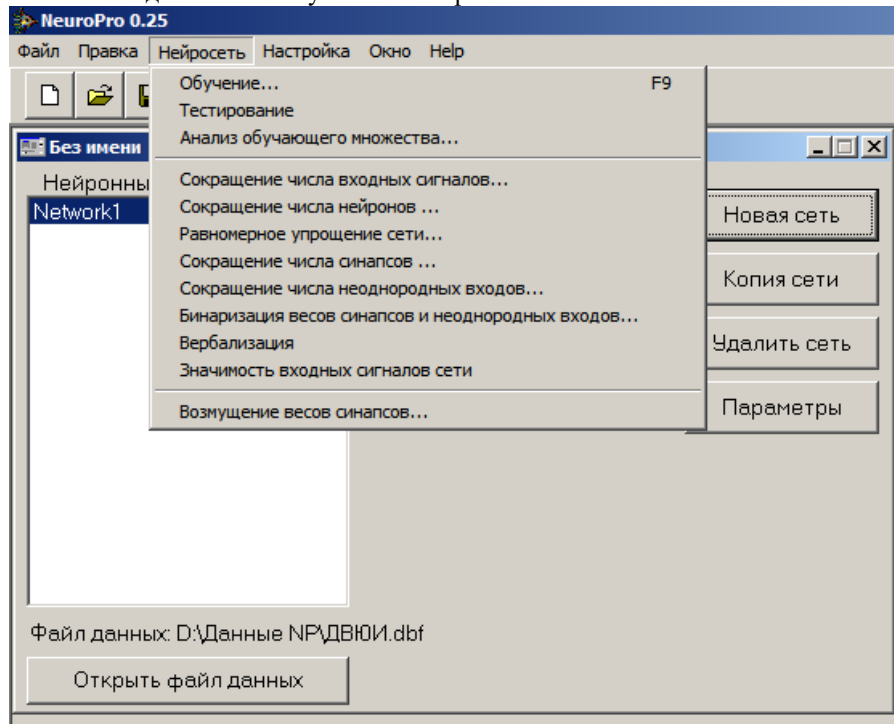 NeuroPro 0.25
Файл Правка Нейросеть Настройка Окно Help
Обучение... F9
Тестирование
Анализ обучающего множества...
Без имени
Нейронны
Network1
Сокращение числа входных сигналов...
Сокращение числа нейронов ...
Равномерное упрощение сети...
Сокращение числа синапсов ...
Сокращение числа неоднородных входов...
Бинаризация весов синапсов и неоднородных входов...
Вербализация
Значимость входных сигналов сети
Возмущение весов синапсов...
Новая сеть
Копия сети
Удалить сеть
Параметры
Файл данных: D:\Данные NP\ДВЮИ.dbf
Открыть файл данных